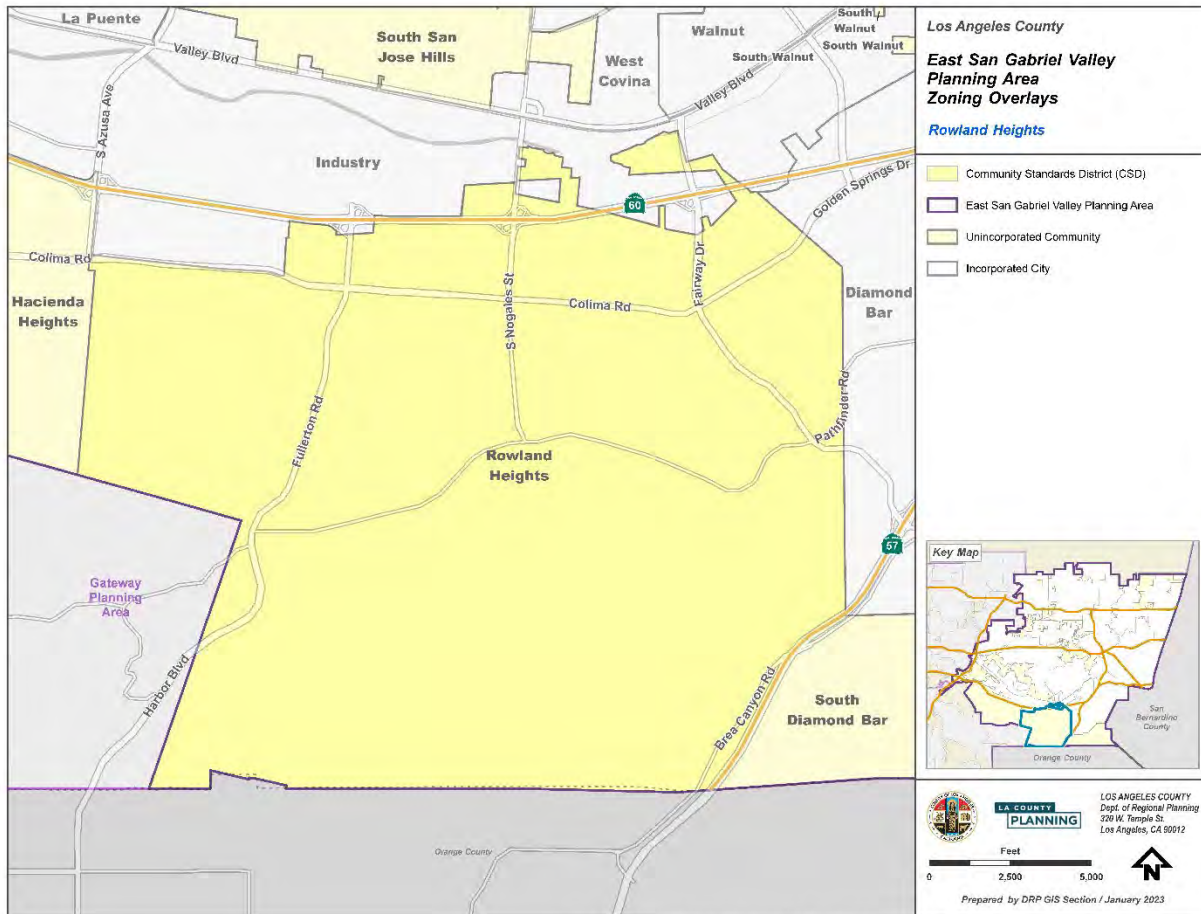 La Puente
Valley Blvd
South San
Jose Hills
West
Covina
Walnut
South
Walnut
South Walnut
South Walnut
Valley Blvd
S Azusa Ave
Industry
60
Golden Springs Dr
Colima Rd
Hacienda
Heights
Fullerton Rd
S Nogales St
Colima Rd
Fairway Dr
Diamond
Bar
Pathfinder Rd
Rowland
Heights
57
Gateway
Planning
Area
Harbor Blvd
Brea Canyon Rd
South
Diamond Bar
Orange County
Los Angeles County
East San Gabriel Valley
Planning Area
Zoning Overlays
Rowland Heights
Community Standards District (CSD)
East San Gabriel Valley Planning Area
Unincorporated Community
Incorporated City
Key Map
San
Bernardino
County
Orange County
LA COUNTY
PLANNING
LOS ANGELES COUNTY
Dept. of Regional Planning
320 W. Temple St.
Los Angeles, CA 90012
Feet
0 2,500 5,000
N
Prepared by DRP GIS Section / January 2023